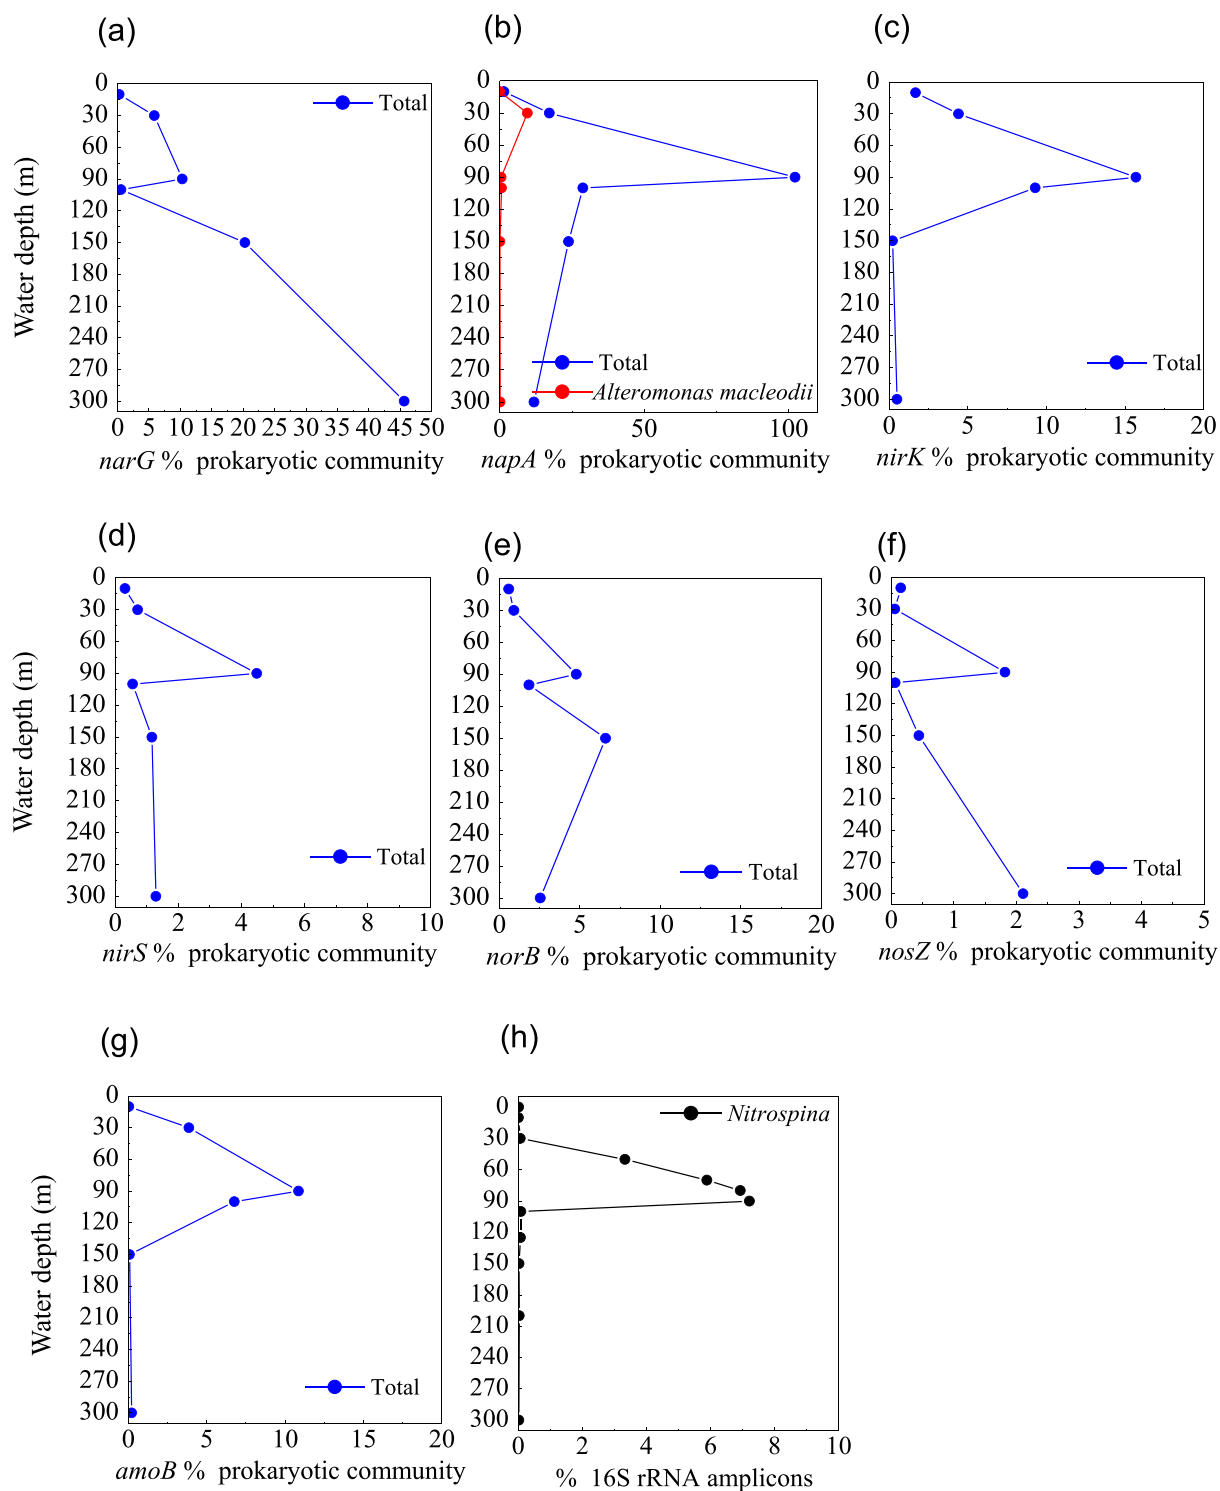 (a)
0
30
60
90
120
150
180
210
240
270
300
Water depth (m)
Total
0 5 10 15 20 25 30 35 40 45 50
narG % prokaryotic community
(b)
0
30
60
90
120
150
180
210
240
270
300
Total
Alteromonas macleodii
0 50 100
napA % prokaryotic community
(c)
0
30
60
90
120
150
180
210
240
270
300
Total
0 5 10 15 20
nirK % prokaryotic community
(d)
0
30
60
90
120
150
180
210
240
270
300
Water depth (m)
Total
0 2 4 6 8 10
nirS % prokaryotic community
(e)
0
30
60
90
120
150
180
210
240
270
300
Total
0 5 10 15 20
norB % prokaryotic community
(f)
0
30
60
90
120
150
180
210
240
270
300
Total
0 1 2 3 4 5
nosZ % prokaryotic community
(g)
0
30
60
90
120
150
180
210
240
270
300
Water depth (m)
Total
0 5 10 15 20
amoB % prokaryotic community
(h)
0
30
60
90
120
150
180
210
240
270
300
Nitrospina
0 2 4 6 8 10
% 16S rRNA amplicons